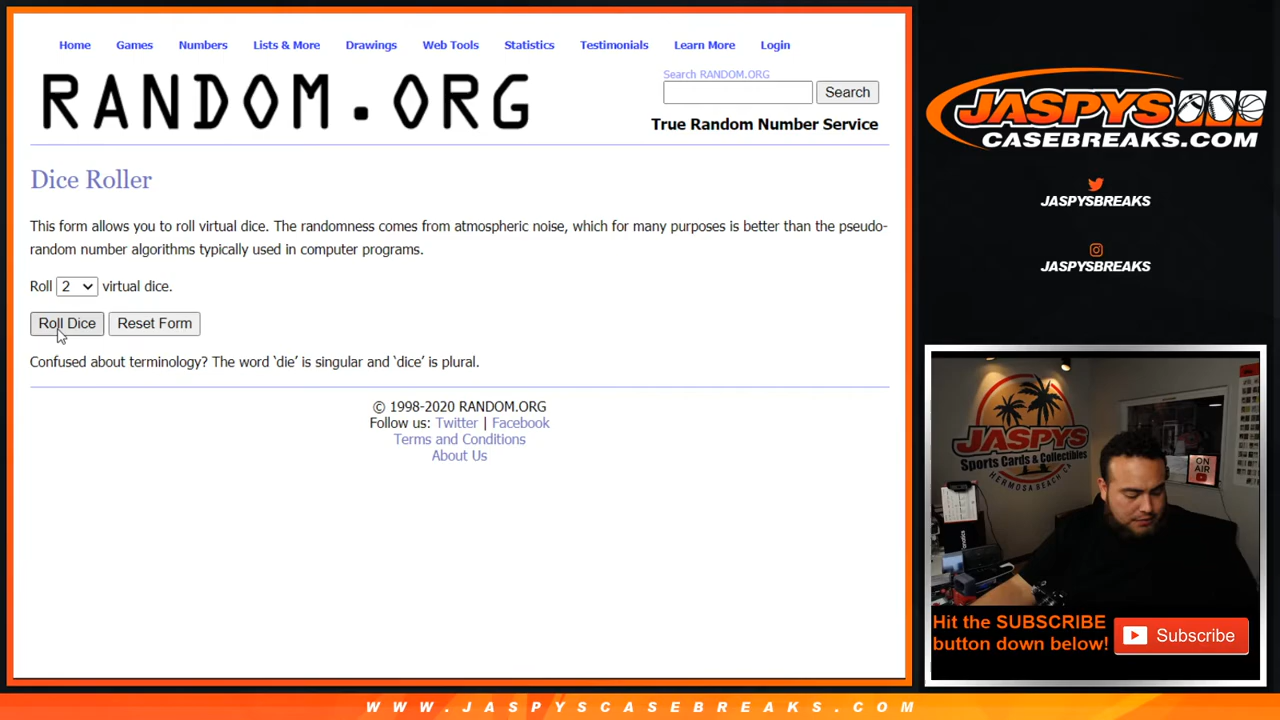 Home Games Numbers Lists & More Drawings Web Tools Statistics Testimonials Learn More Login
RANDOM.ORG
Search RANDOM.ORG
Search
True Random Number Service
Dice Roller
This form allows you to roll virtual dice. The randomness comes from atmospheric noise, which for many purposes is better than the pseudo-
random number algorithms typically used in computer programs.
Roll 2 virtual dice.
Roll Dice Reset Form
Confused about terminology? The word ‘die’ is singular and ‘dice’ is plural.
© 1998-2020 RANDOM.ORG
Follow us: Twitter | Facebook
Terms and Conditions
About Us
JASPYS
CASEBREAKS.COM
JASPYSBREAKS
JASPYSBREAKS
JASPYS
Sports Cards & Collectibles
HERMOSA BEACH, CA
ON
AIR
Hit the SUBSCRIBE
button down below!
Subscribe
WWW.JASPYSCASEBREAKS.COM